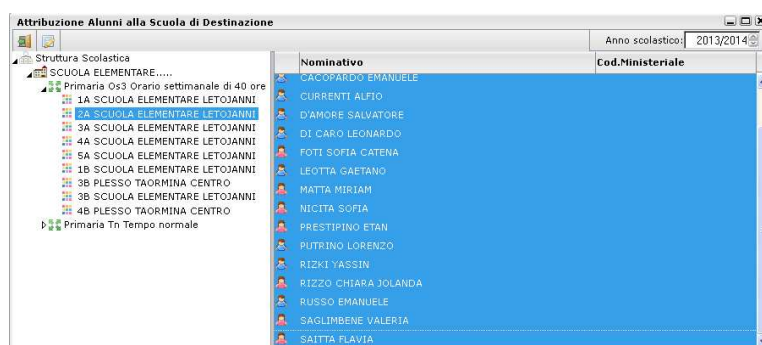 Attribuzione Alunni alla Scuola di Destinazione
Anno scolastico: 2013/2014
Struttura Scolastica
SCUOLA ELEMENTARE.....
Primaria Os3 Orario settimanale di 40 ore
1A SCUOLA ELEMENTARE LETOJANNI
2A SCUOLA ELEMENTARE LETOJANNI
3A SCUOLA ELEMENTARE LETOJANNI
4A SCUOLA ELEMENTARE LETOJANNI
5A SCUOLA ELEMENTARE LETOJANNI
1B SCUOLA ELEMENTARE LETOJANNI
3B PLESSO TAORMINA CENTRO
3B SCUOLA ELEMENTARE LETOJANNI
4B PLESSO TAORMINA CENTRO
Primaria Tn Tempo normale
Nominativo Cod.Ministeriale
CACOPARDO EMANUELE
CURRENTI ALFIO
D'AMORE SALVATORE
DI CARO LEONARDO
FOTI SOFIA CATENA
LEOTTA GAETANO
MATTA MIRIAM
NICITA SOFIA
PRESTIPINO ETAN
PUTRINO LORENZO
RIZKI YASSIN
RIZZO CHIARA JOLANDA
RUSSO EMANUELE
SAGLIMBENE VALERIA
SAITTA FLAVIA